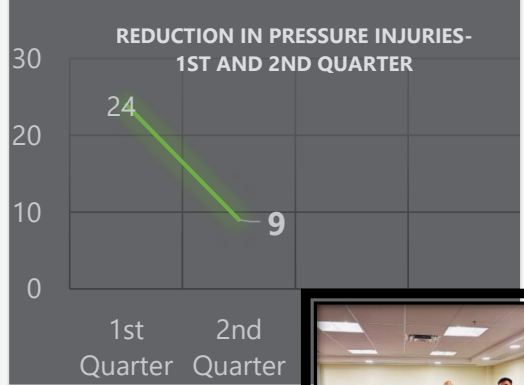 REDUCTION IN PRESSURE INJURIES-
1ST AND 2ND QUARTER
30
24
20
10
9
0
1st
Quarter
2nd
Quarter